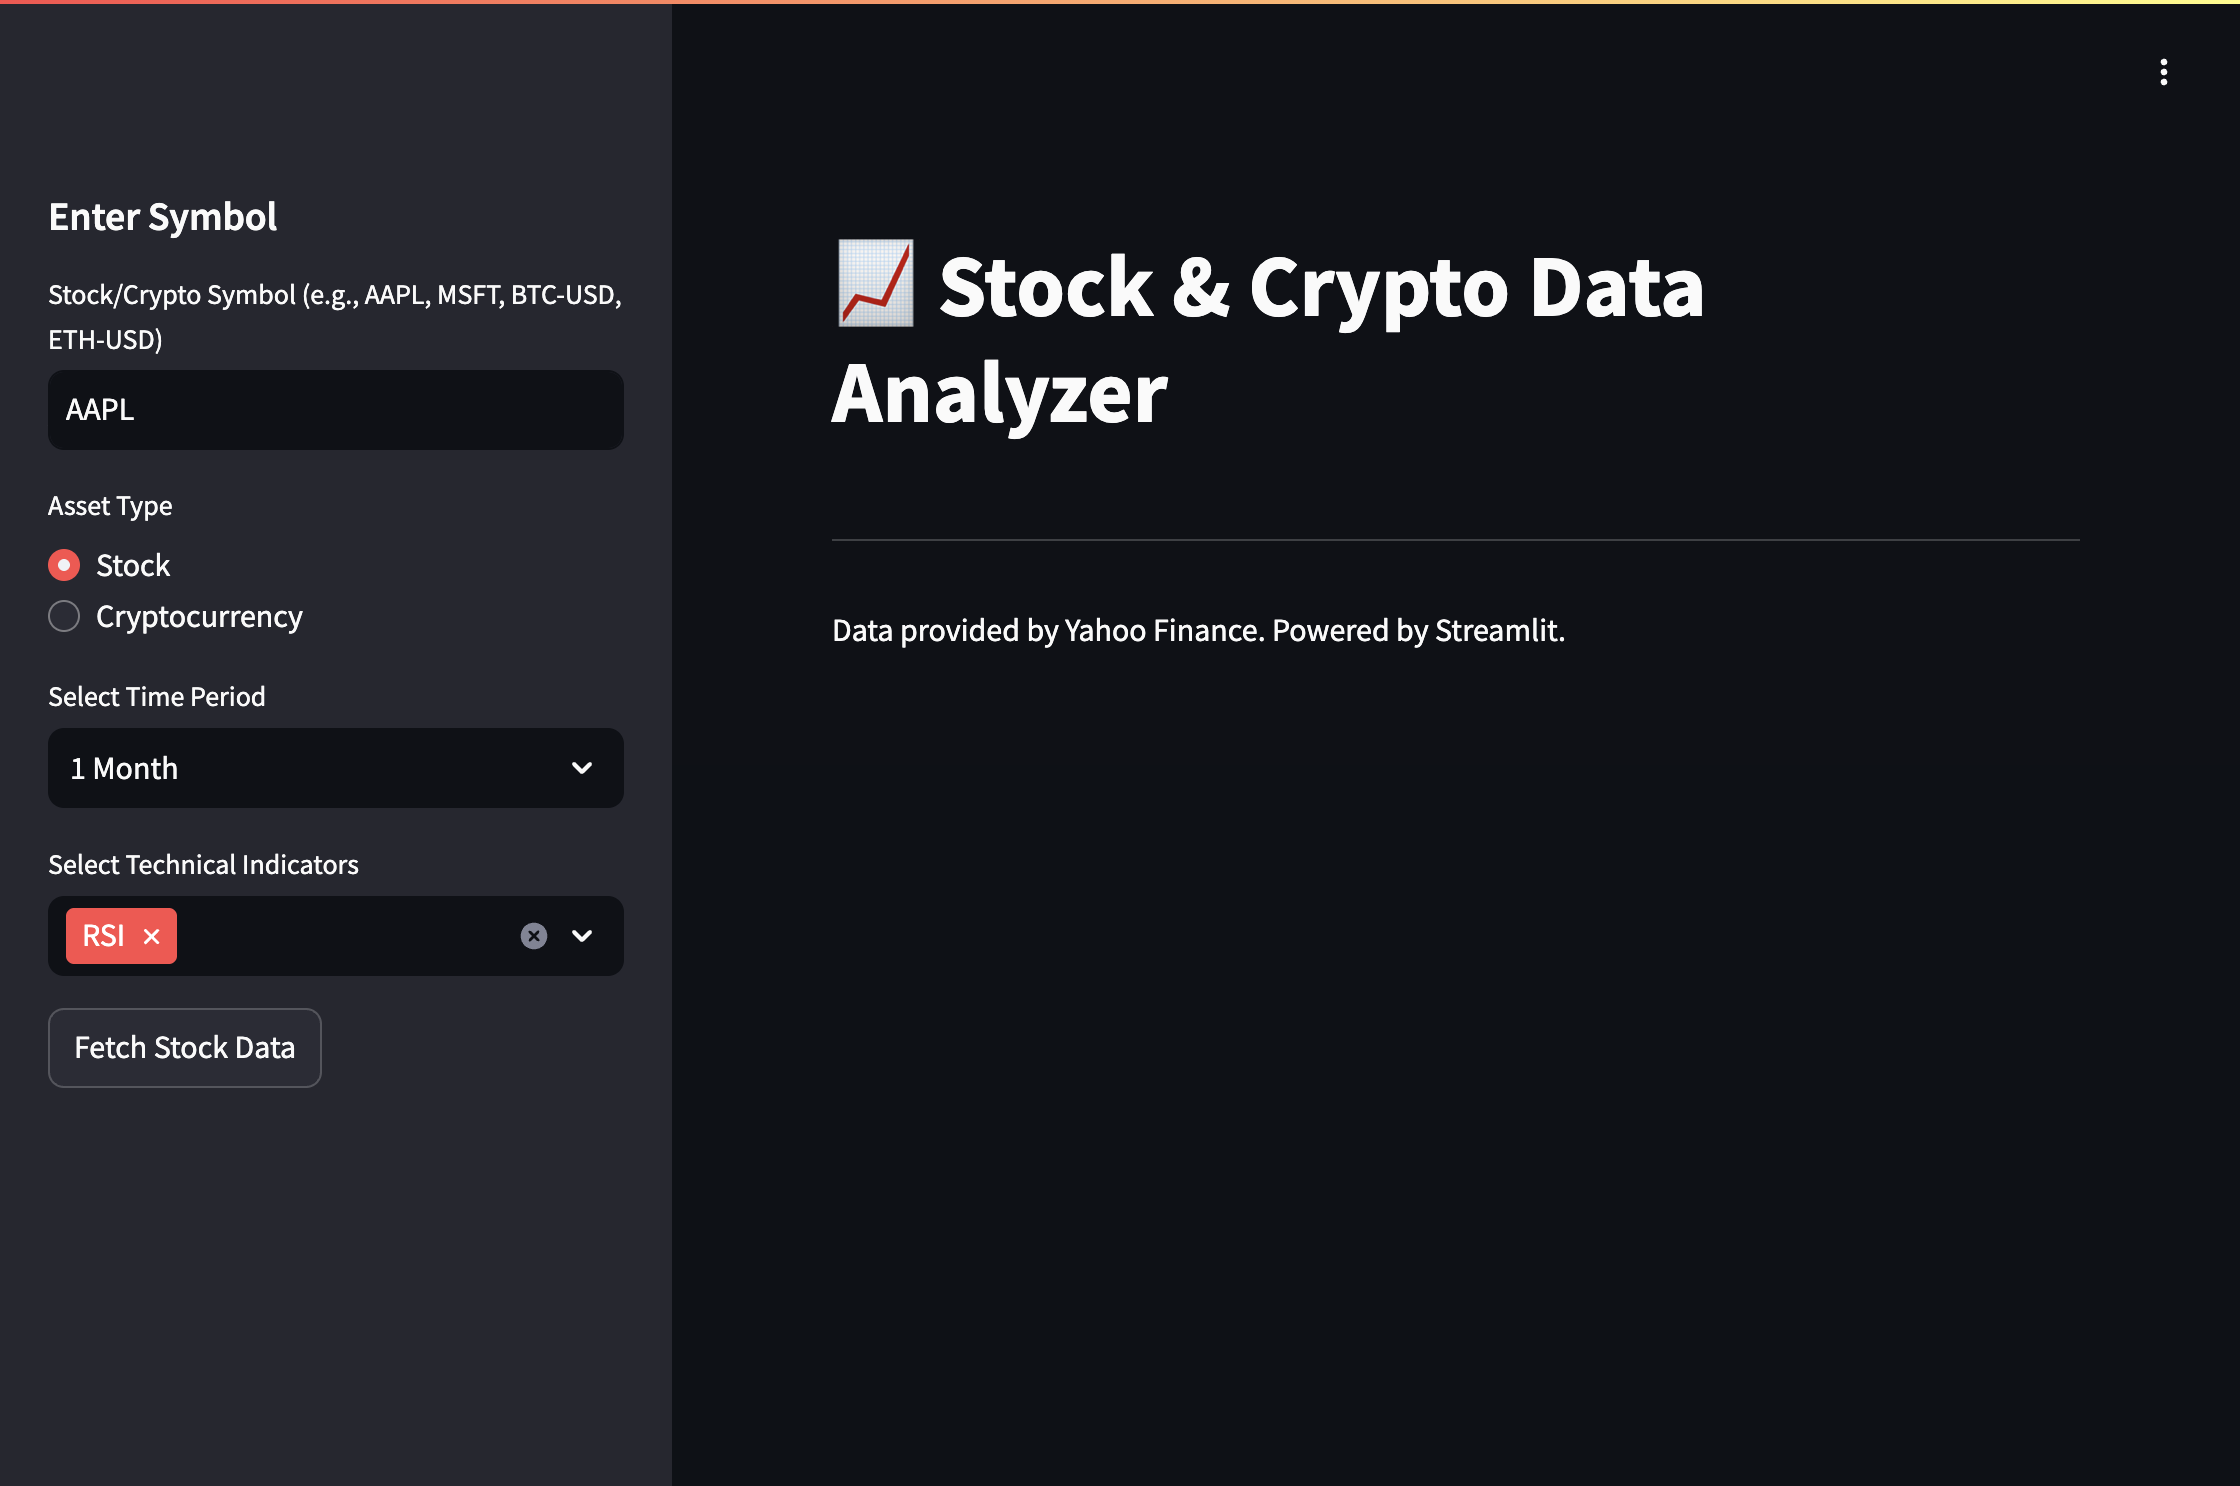 Enter Symbol
Stock/Crypto Symbol (e.g., AAPL, MSFT, BTC-USD,
ETH-USD)
AAPL
Asset Type
Stock
Cryptocurrency
Select Time Period
1 Month
Select Technical Indicators
RSI
Fetch Stock Data
Stock & Crypto Data
Analyzer
Data provided by Yahoo Finance. Powered by Streamlit.